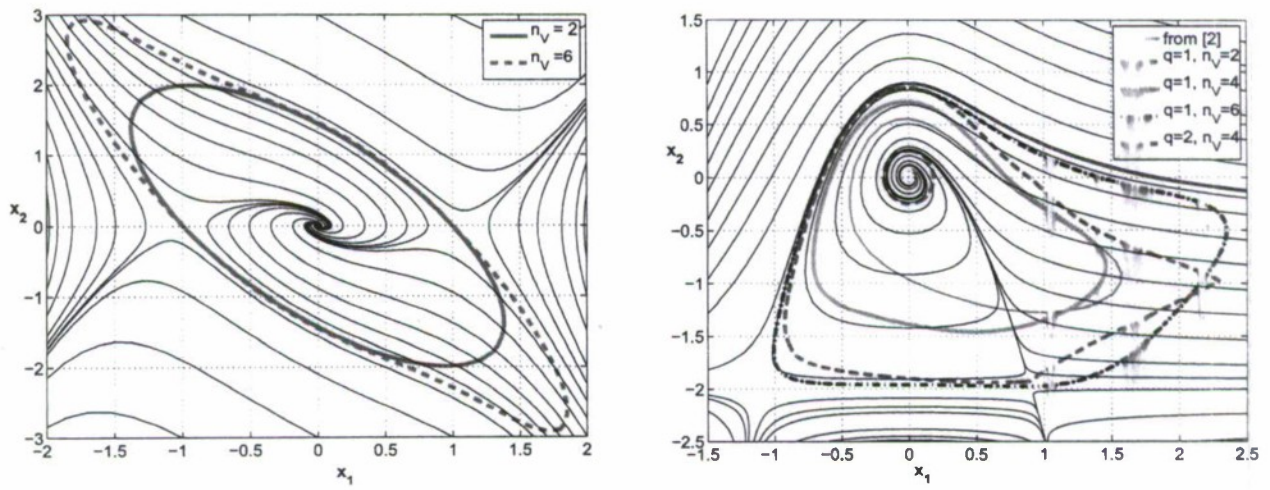 3
2
1
0
−1
−2
−3
x2
−2 −1.5 −1 −0.5 0 0.5 1 1.5 2
x1
nV = 2
nV =6
1.5
1
0.5
0
−0.5
−1
−1.5
−2
−2.5
x2
−1.5 −1 −0.5 0 0.5 1 1.5 2 2.5
x1
from [2]
q=1, nV=2
q=1, nV=4
q=1, nV=6
q=2, nV=4